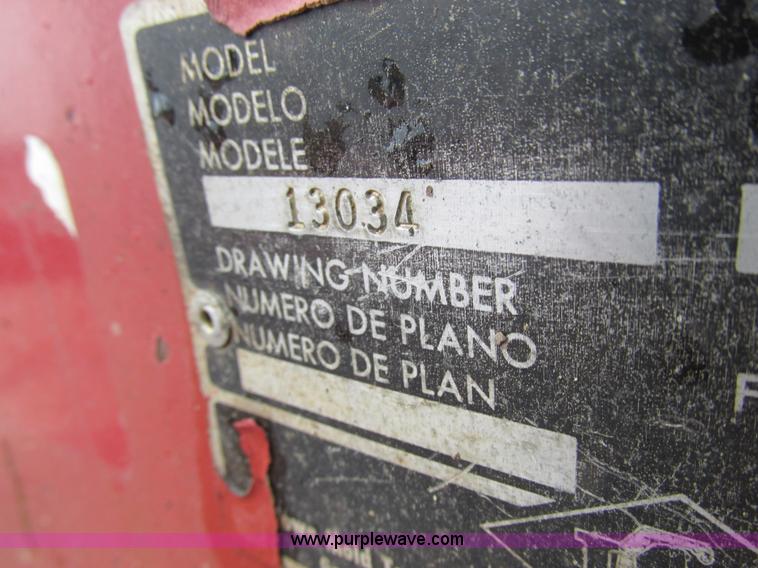 MODEL
MODELO
MODELE
13034
DRAWING NUMBER
NUMERO DE PLANO
NUMERO DE PLAN
F
www.purplewave.com